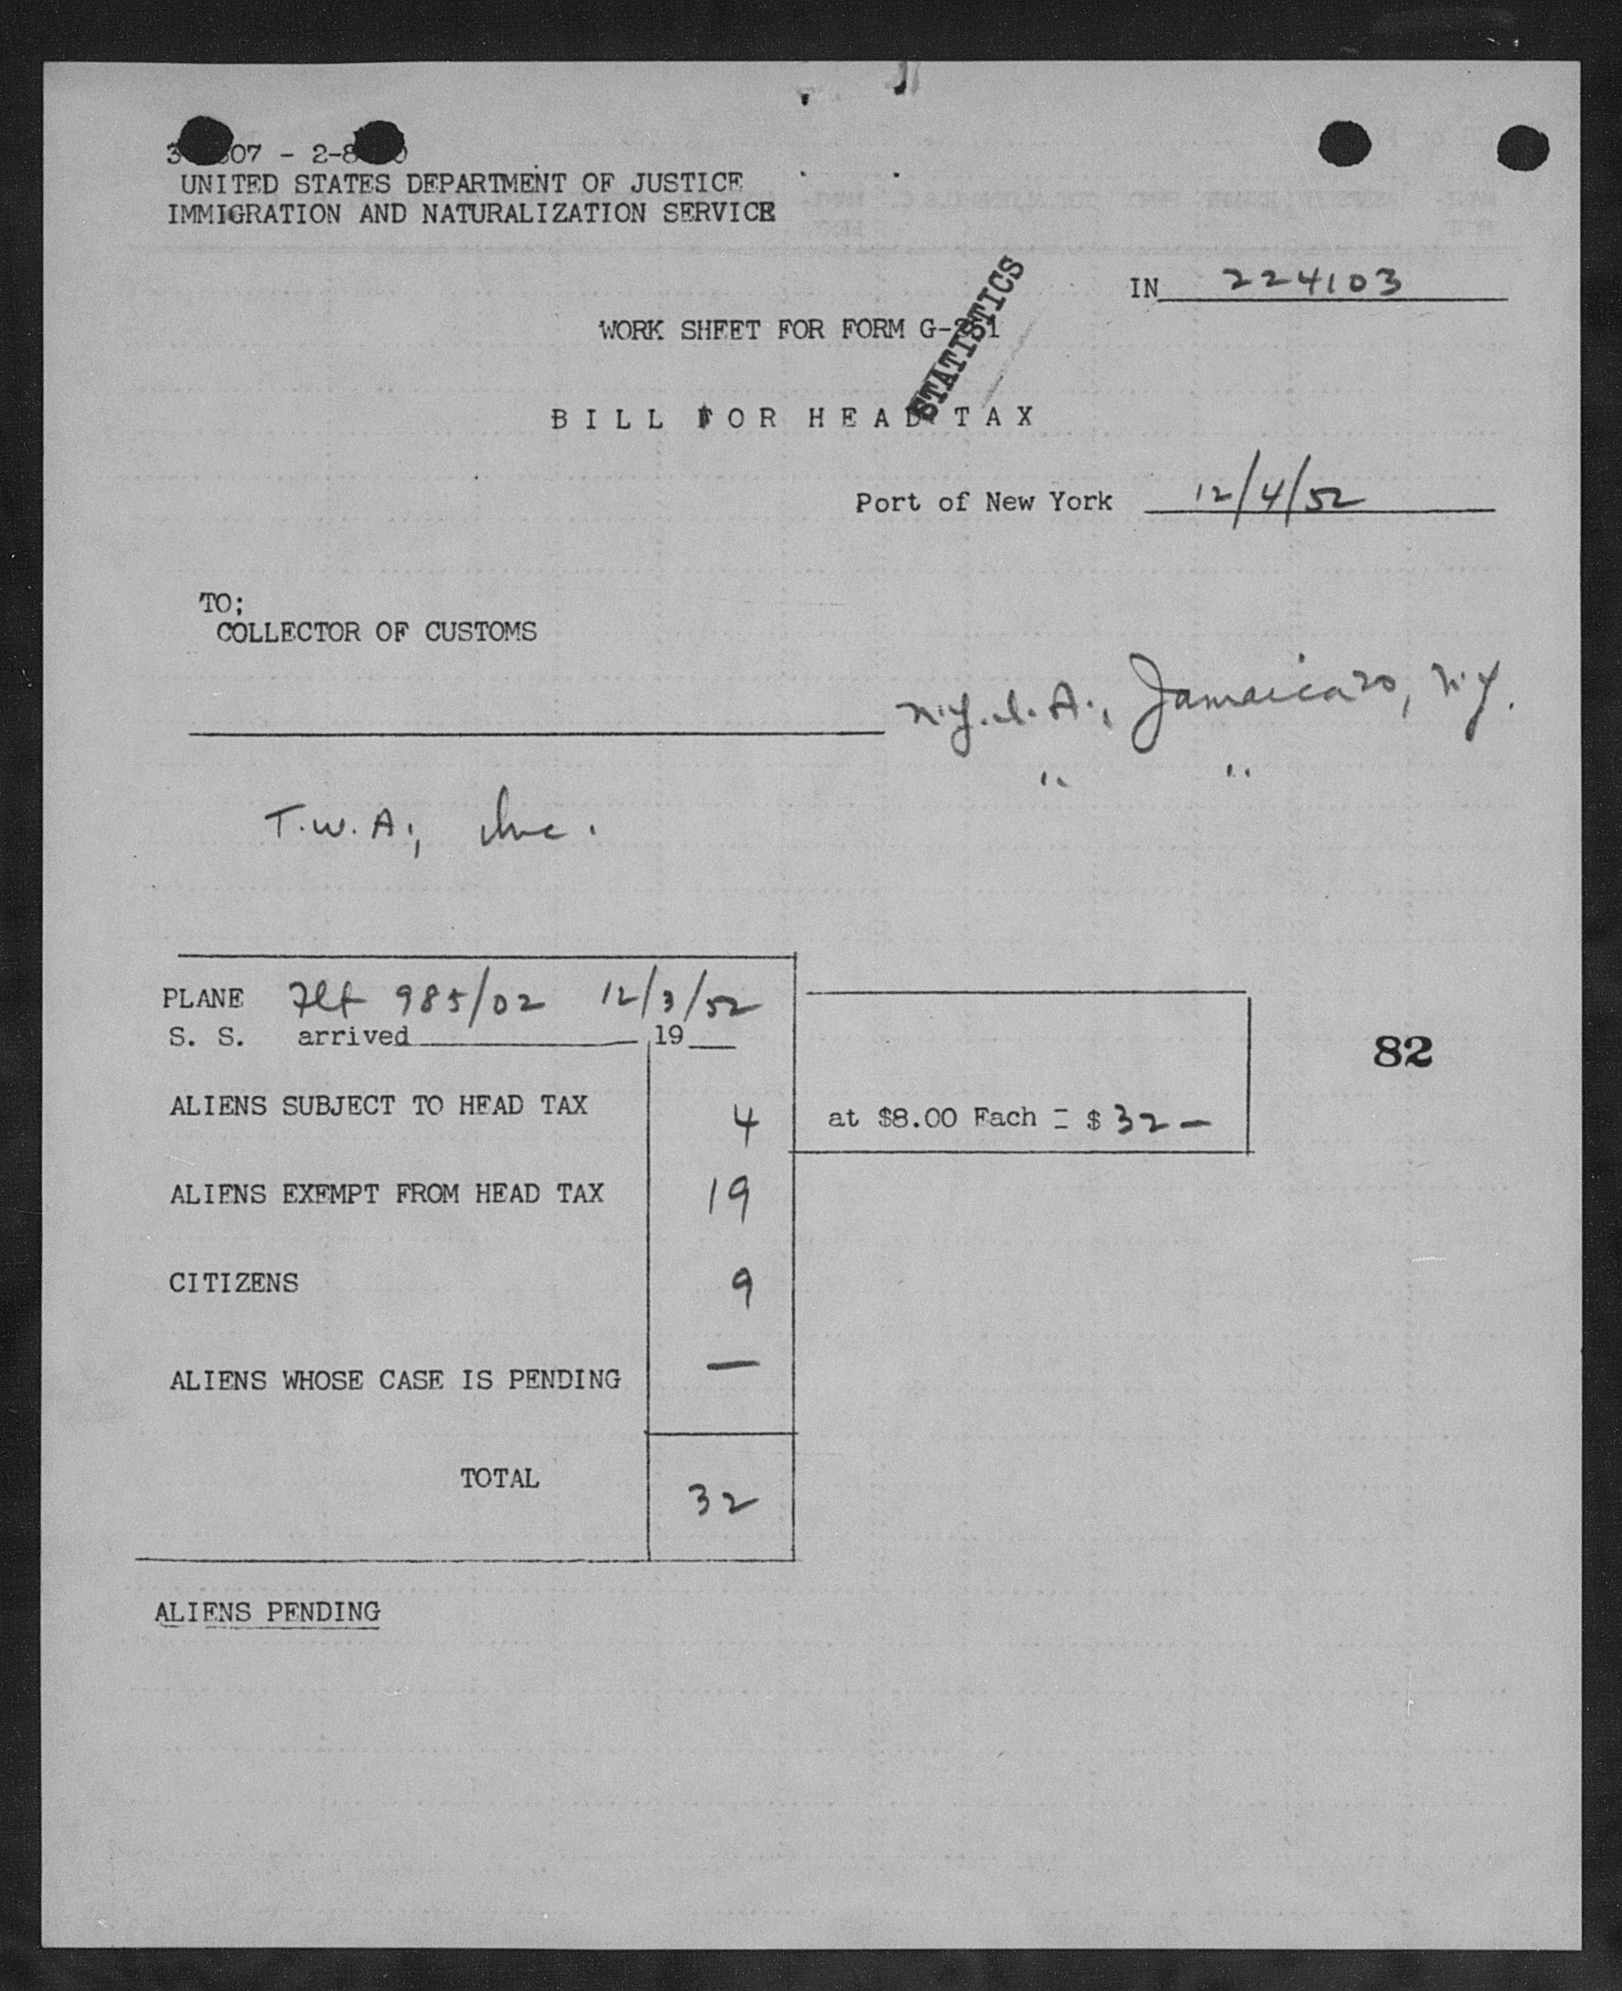 UNITED STATES DEPARTMENT OF JUSTICE
IMMIGRATION AND NATURALIZATION SERVICE
IN 224103
STATISTICS
WORK SHEET FOR FORM
BILL FOR HEAD TAX
Port of New York 12/4/52
TO;
COLLECTOR OF CUSTOMS
N.Y.I.A., Jamaica 20, N.Y.
" "
T.W.A., Inc.
PLANE Flt 985/02 12/3/52
S. S. arrived 19
82
ALIENS SUBJECT TO HEAD TAX 4 at $8.00 Each = $ 32 —
ALIENS EXEMPT FROM HEAD TAX 19
CITIZENS 9
ALIENS WHOSE CASE IS PENDING —
TOTAL 32
ALIENS PENDING